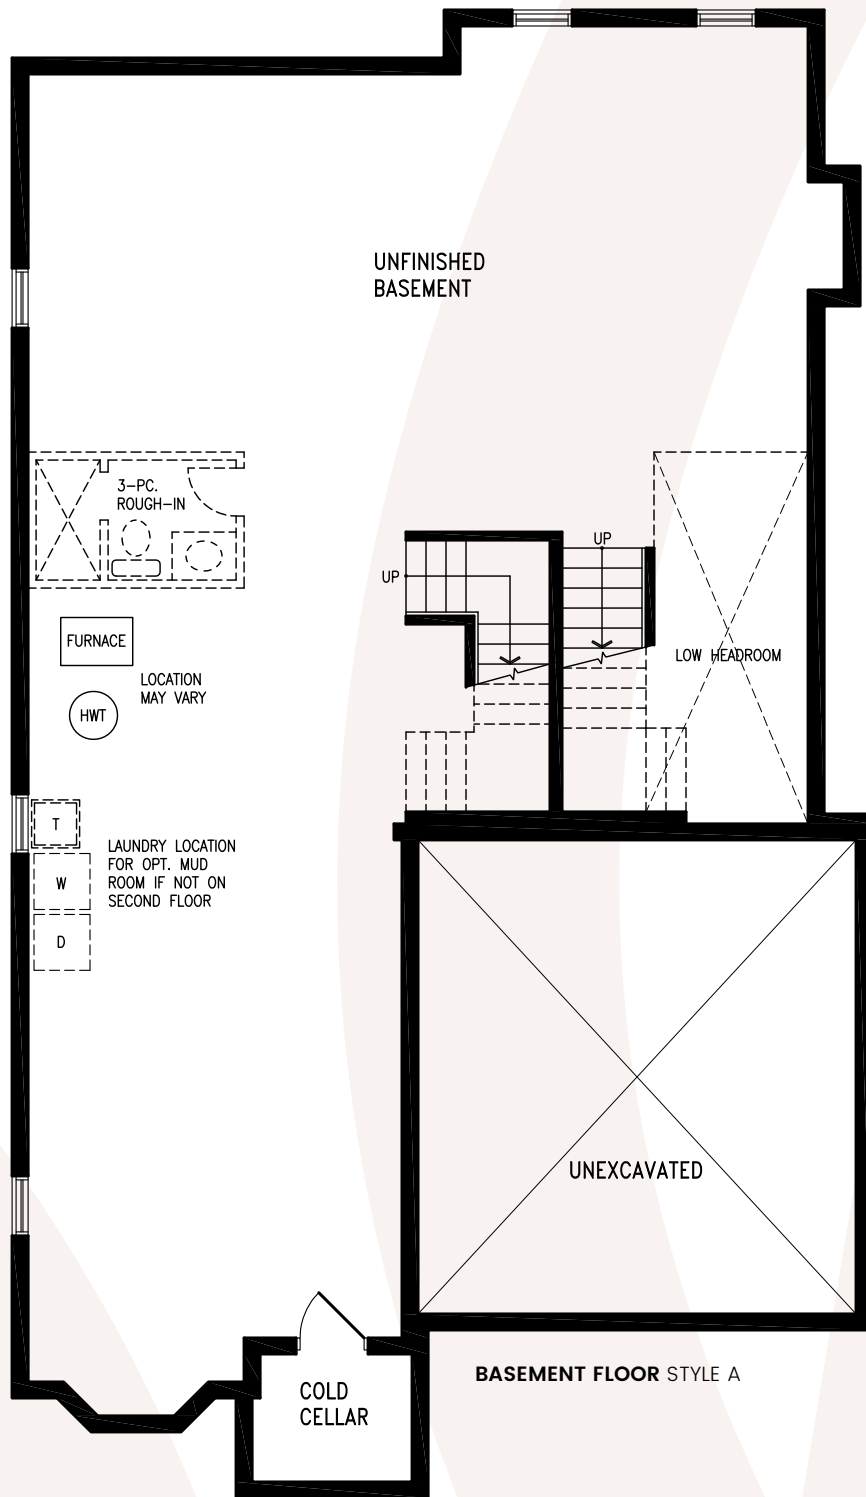 UNFINISHED
BASEMENT
3-PC.
ROUGH-IN
UP
UP
FURNACE
LOW HEADROOM
LOCATION
MAY VARY
HWT
T
LAUNDRY LOCATION
FOR OPT. MUD
ROOM IF NOT ON
SECOND FLOOR
W
D
UNEXCAVATED
BASEMENT FLOOR STYLE A
COLD
CELLAR